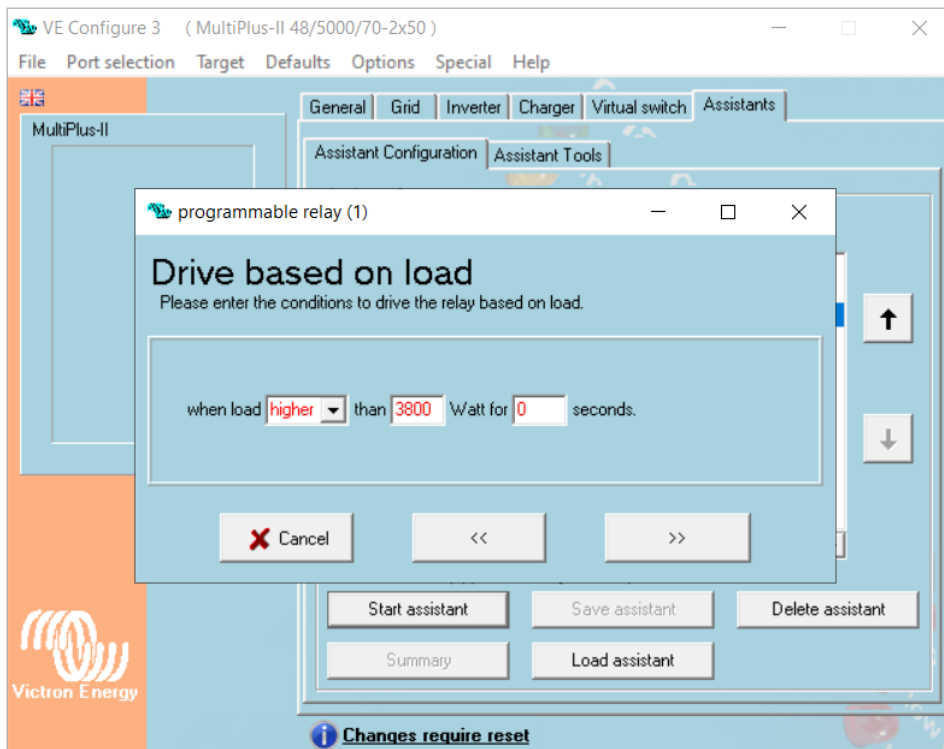 VE Configure 3 ( MultiPlus-II 48/5000/70-2x50 )
File Port selection Target Defaults Options Special Help
General Grid Inverter Charger Virtual switch Assistants
MultiPlus-II
Assistant Configuration Assistant Tools
programmable relay (1)
Drive based on load
Please enter the conditions to drive the relay based on load.
when load higher than 3800 Watt for 0 seconds.
Cancel << >>
Start assistant Save assistant Delete assistant
Summary Load assistant
Victron Energy
Changes require reset